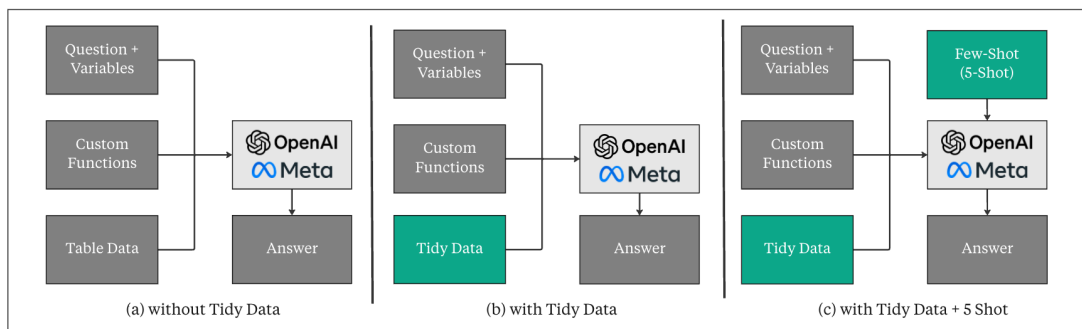 Question +
Variables
Custom
Functions
Table Data
OpenAI
Meta
Answer
(a) without Tidy Data
Question +
Variables
Custom
Functions
Tidy Data
OpenAI
Meta
Answer
(b) with Tidy Data
Question +
Variables
Custom
Functions
Tidy Data
Few-Shot
(5-Shot)
OpenAI
Meta
Answer
(c) with Tidy Data + 5 Shot